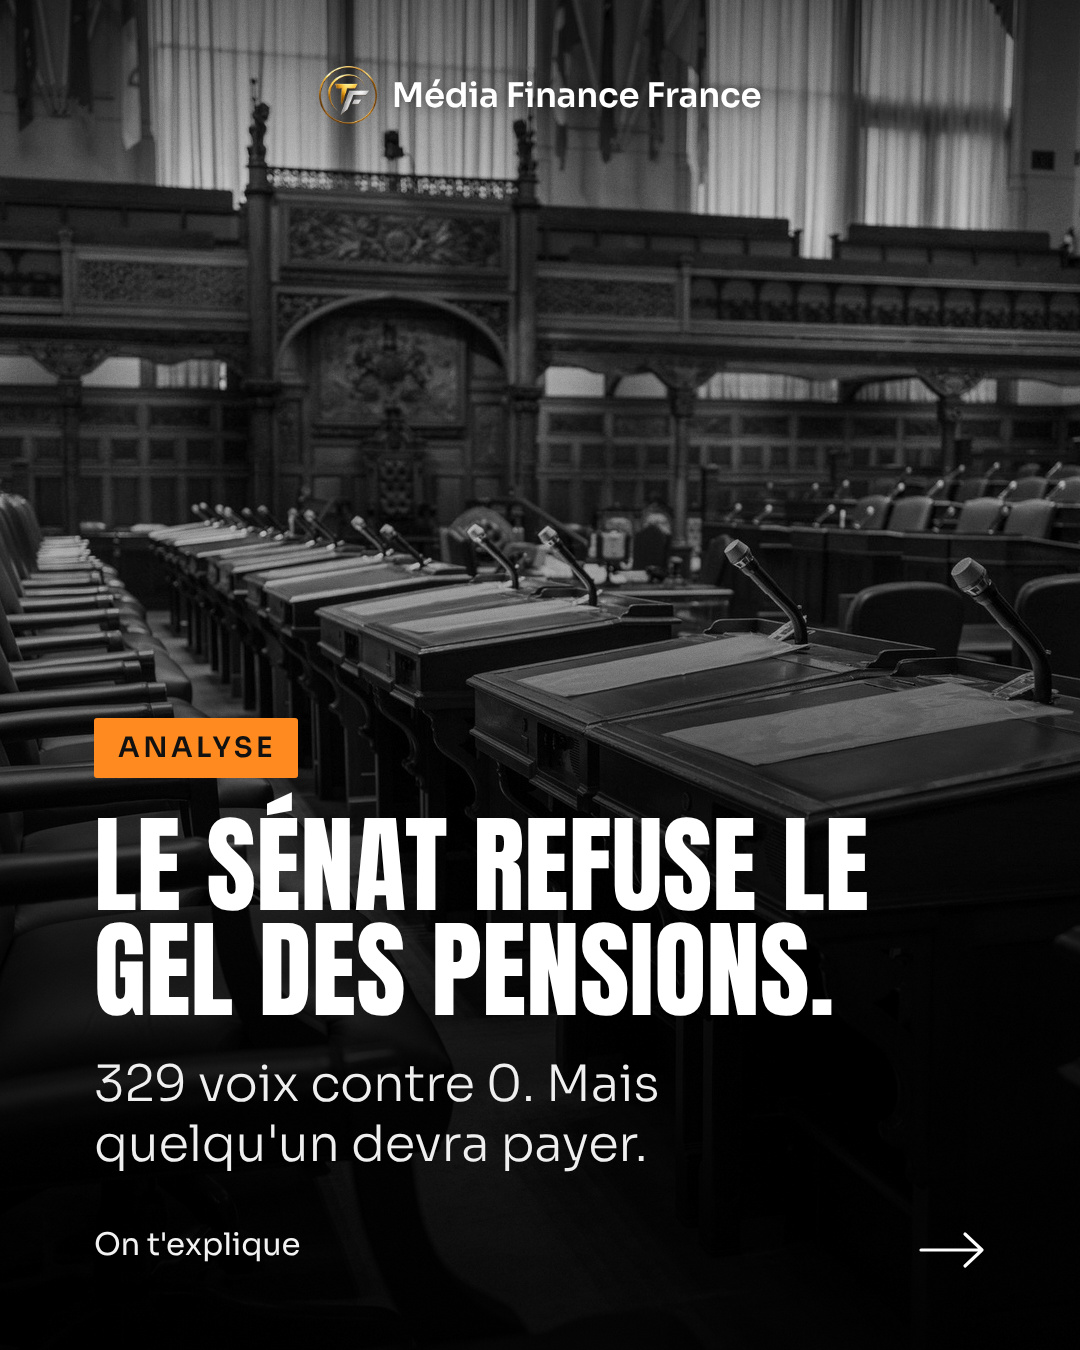 TF Média Finance France
ANALYSE
LE SÉNAT REFUSE LE
GEL DES PENSIONS.
329 voix contre 0. Mais
quelqu'un devra payer.
On t'explique